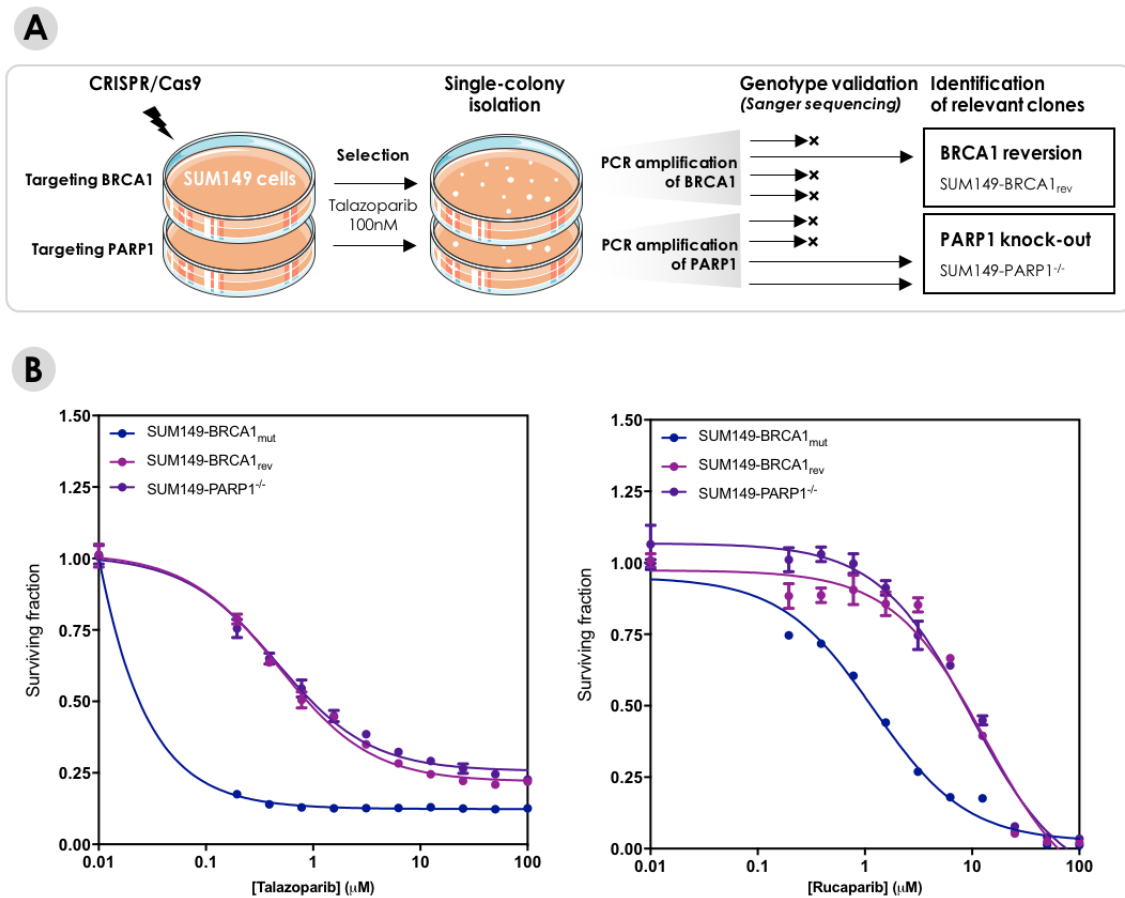 A
CRISPR/Cas9
Single-colony
isolation
Genotype validation
(Sanger sequencing)
Identification
of relevant clones
Targeting BRCA1
SUM149 cells
Selection
Talazoparib
100nM
Targeting PARP1
PCR amplification
of BRCA1
PCR amplification
of PARP1
BRCA1 reversion
SUM149-BRCA1rev
PARP1 knock-out
SUM149-PARP1-/-
B
1.50
1.25
1.00
0.75
0.50
0.25
0.00
Surviving fraction
SUM149-BRCA1mut
SUM149-BRCA1rev
SUM149-PARP1-/-
0.01
0.1
1
10
100
[Talazoparib] (μM)
1.50
1.25
1.00
0.75
0.50
0.25
0.00
Surviving fraction
SUM149-BRCA1mut
SUM149-BRCA1rev
SUM149-PARP1-/-
0.01
0.1
1
10
100
[Rucaparib] (μM)